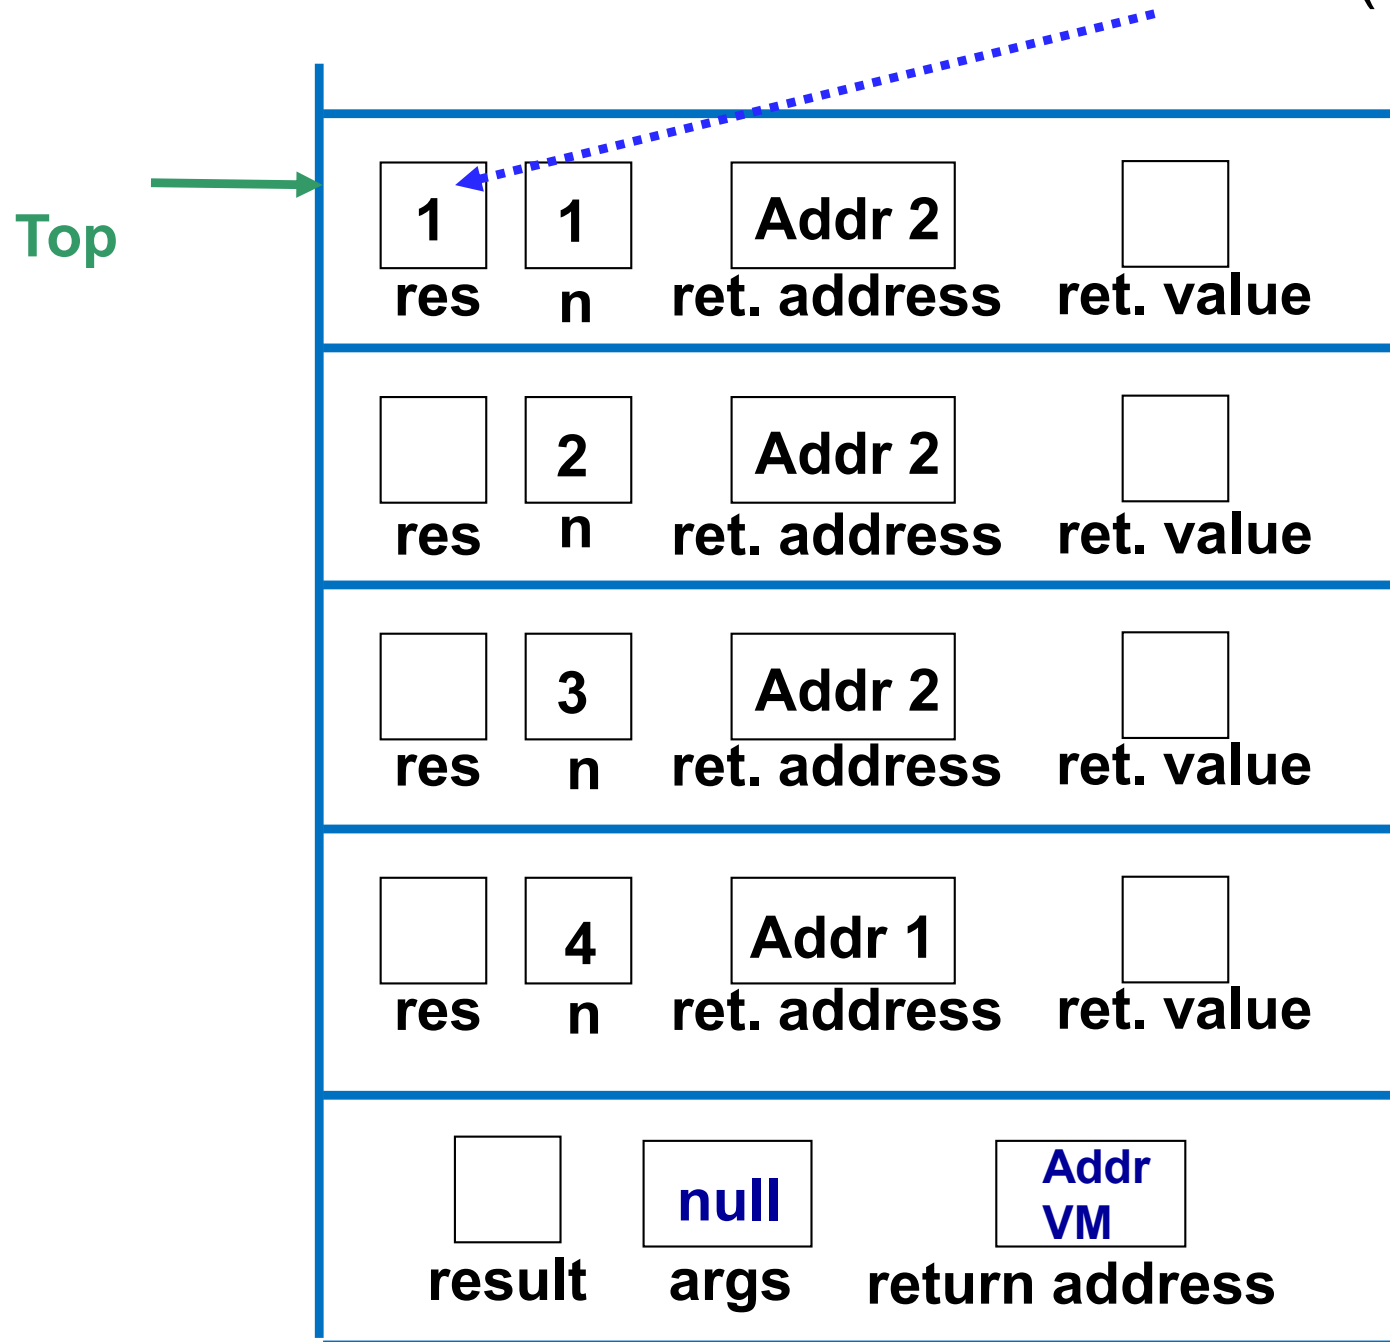 (
Top
1 1 Addr 2
res n ret. address ret. value
2 Addr 2
res n ret. address ret. value
3 Addr 2
res n ret. address ret. value
4 Addr 1
res n ret. address ret. value
null Addr
VM
result args return address